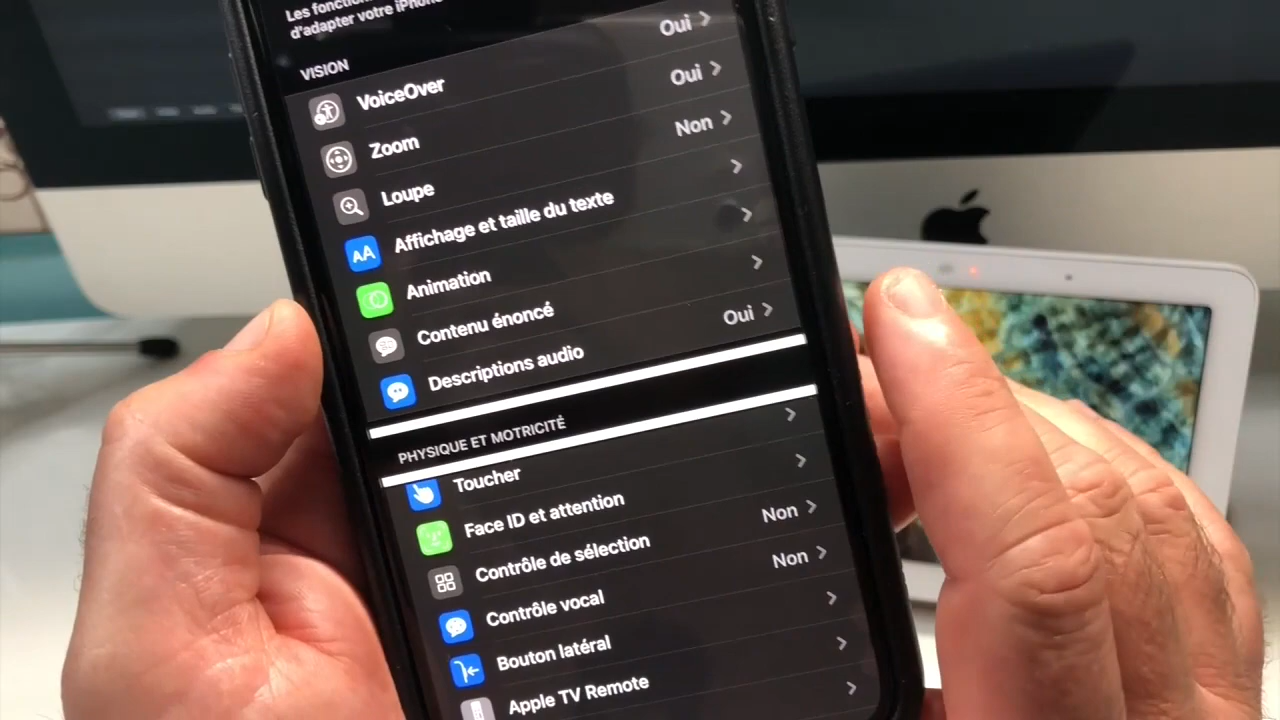 Les
d'adapter votre iPhone
VISION
VoiceOver Oui
Zoom Oui
Loupe Non
Affichage et taille du texte
Animation
Contenu énoncé
Descriptions audio Oui
PHYSIQUE ET MOTRICITÉ
Toucher
Face ID et attention
Contrôle de sélection Non
Contrôle vocal Non
Bouton latéral
Apple TV Remote